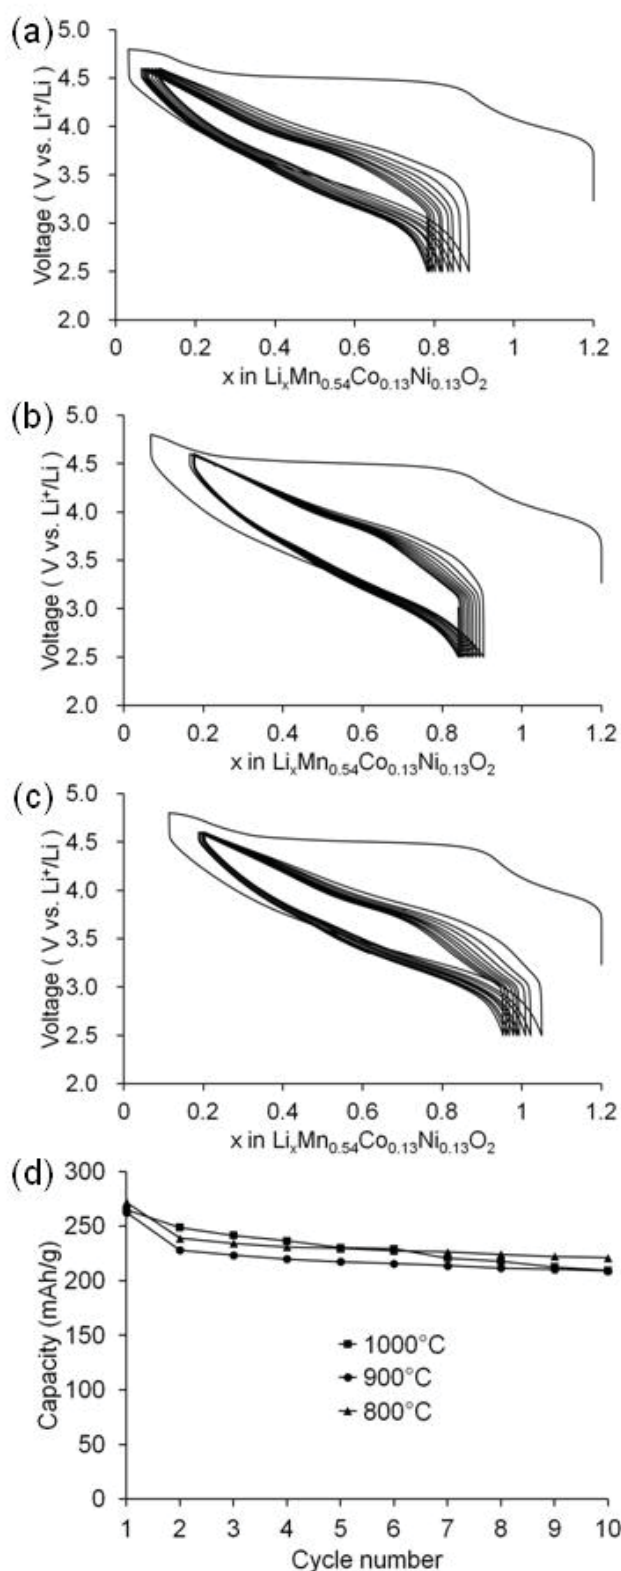 (a)
5.0
4.5
4.0
3.5
3.0
2.5
2.0
Voltage ( V vs. Li⁺/Li )
0 0.2 0.4 0.6 0.8 1 1.2
x in LiₓMn₀.₅₄Co₀.₁₃Ni₀.₁₃O₂
(b)
5.0
4.5
4.0
3.5
3.0
2.5
2.0
Voltage ( V vs. Li⁺/Li )
0 0.2 0.4 0.6 0.8 1 1.2
x in LiₓMn₀.₅₄Co₀.₁₃Ni₀.₁₃O₂
(c)
5.0
4.5
4.0
3.5
3.0
2.5
2.0
Voltage ( V vs. Li⁺/Li )
0 0.2 0.4 0.6 0.8 1 1.2
x in LiₓMn₀.₅₄Co₀.₁₃Ni₀.₁₃O₂
(d)
300
250
200
150
100
50
0
Capacity (mAh/g)
1000°C
900°C
800°C
1 2 3 4 5 6 7 8 9 10
Cycle number